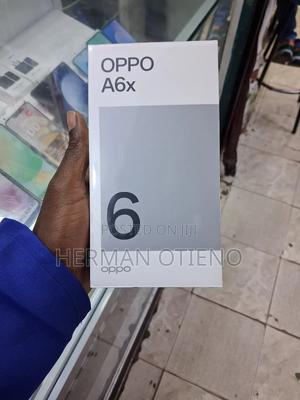 OPPO
A6x
6
POSTED ON JIJI
HERMAN OTIENO
oppo